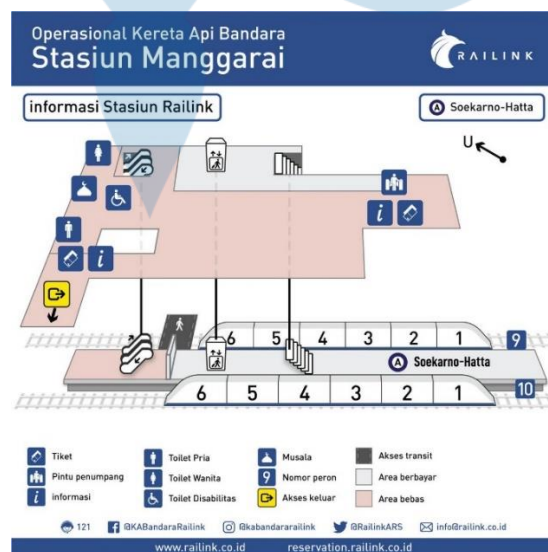 Operasional Kereta Api Bandara
Stasiun Manggarai
RAILINK
informasi Stasiun Railink
A Soekarno-Hatta
U
i
i
6 5 4 3 2 1
9
A Soekarno-Hatta
6 5 4 3 2 1
10
Tiket
Pintu penumpang
i informasi
Toilet Pria
Toilet Wanita
Toilet Disabilitas
Musala
9 Nomor peron
Akses keluar
Akses transit
Area berbayar
Area bebas
121 @KABandaraRailink @kabandararailink @RailinkARS info@railink.co.id
www.railink.co.id reservation.railink.co.id